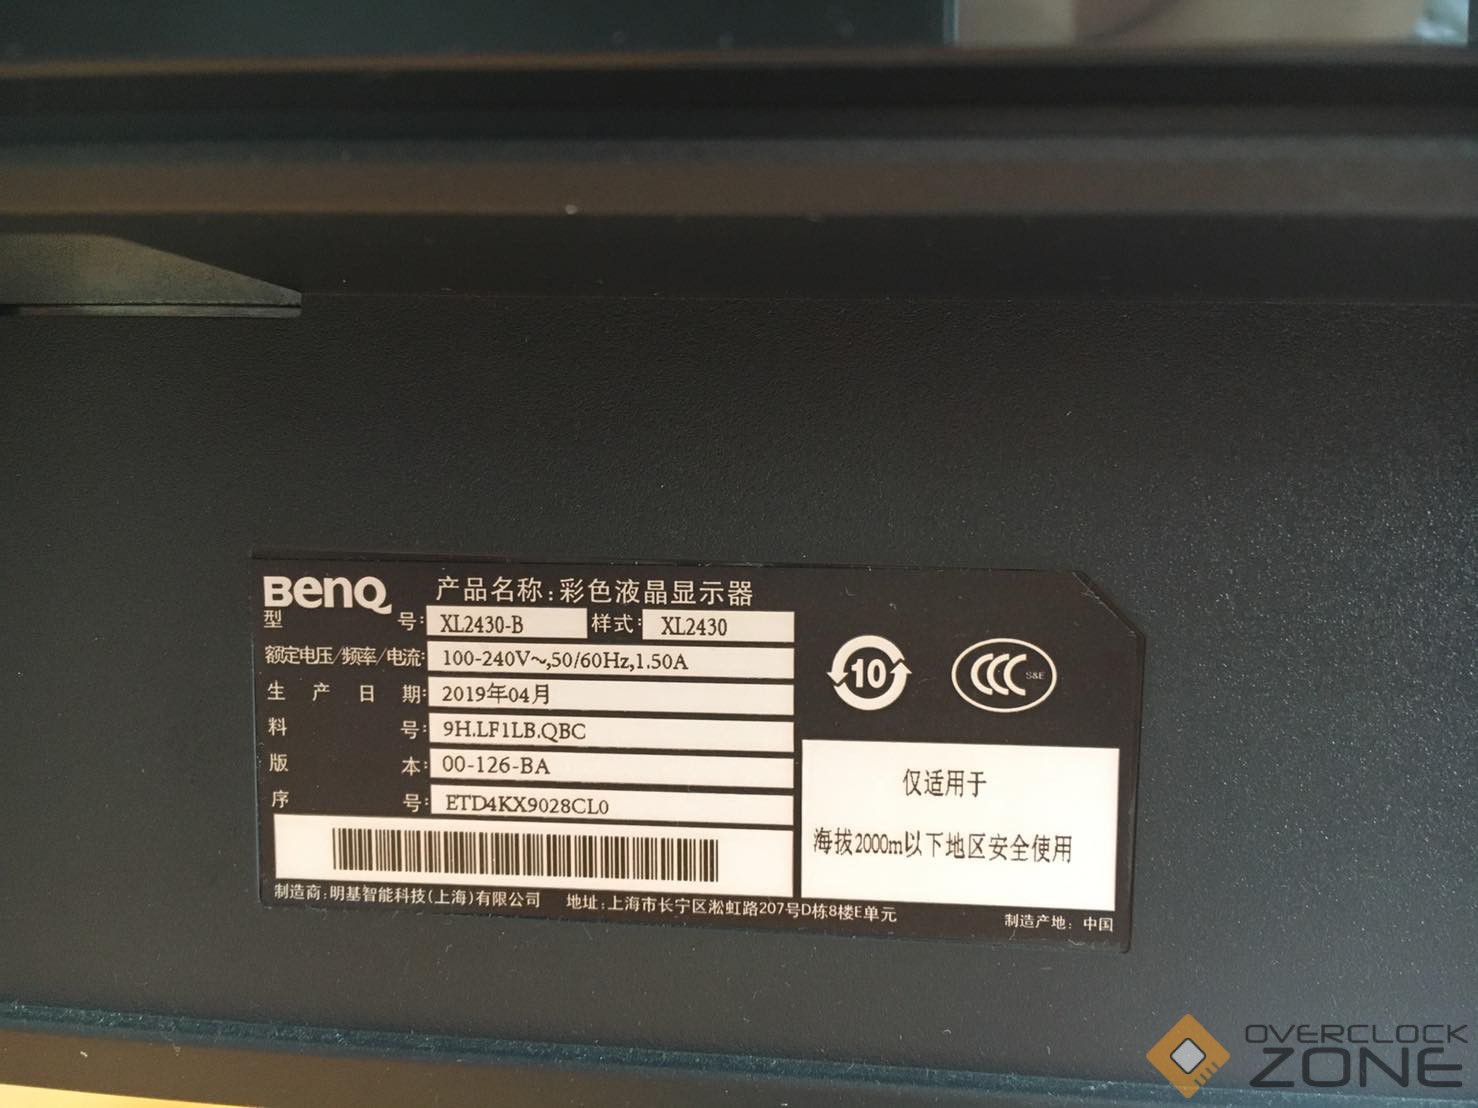 BenQ 产品名称：彩色液晶显示器
型号：XL2430-B 样式：XL2430
额定电压/频率/电流：100-240V～,50/60Hz,1.50A
生产日期：2019年04月
料号：9H.LF1LB.QBC
版本：00-126-BA
序号：ETD4KX9028CL0
10
CCC S&E
仅适用于
海拔2000m以下地区安全使用
制造商：明基智能科技(上海)有限公司 地址：上海市长宁区淞虹路207号D栋8楼E单元
制造产地：中国
OVERCLOCK
ZONE